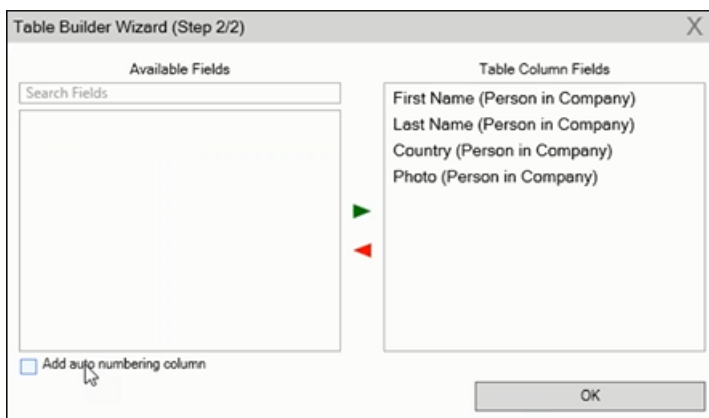 Table Builder Wizard (Step 2/2)
X
Available Fields
Search Fields
Table Column Fields
First Name (Person in Company)
Last Name (Person in Company)
Country (Person in Company)
Photo (Person in Company)
Add auto numbering column
OK